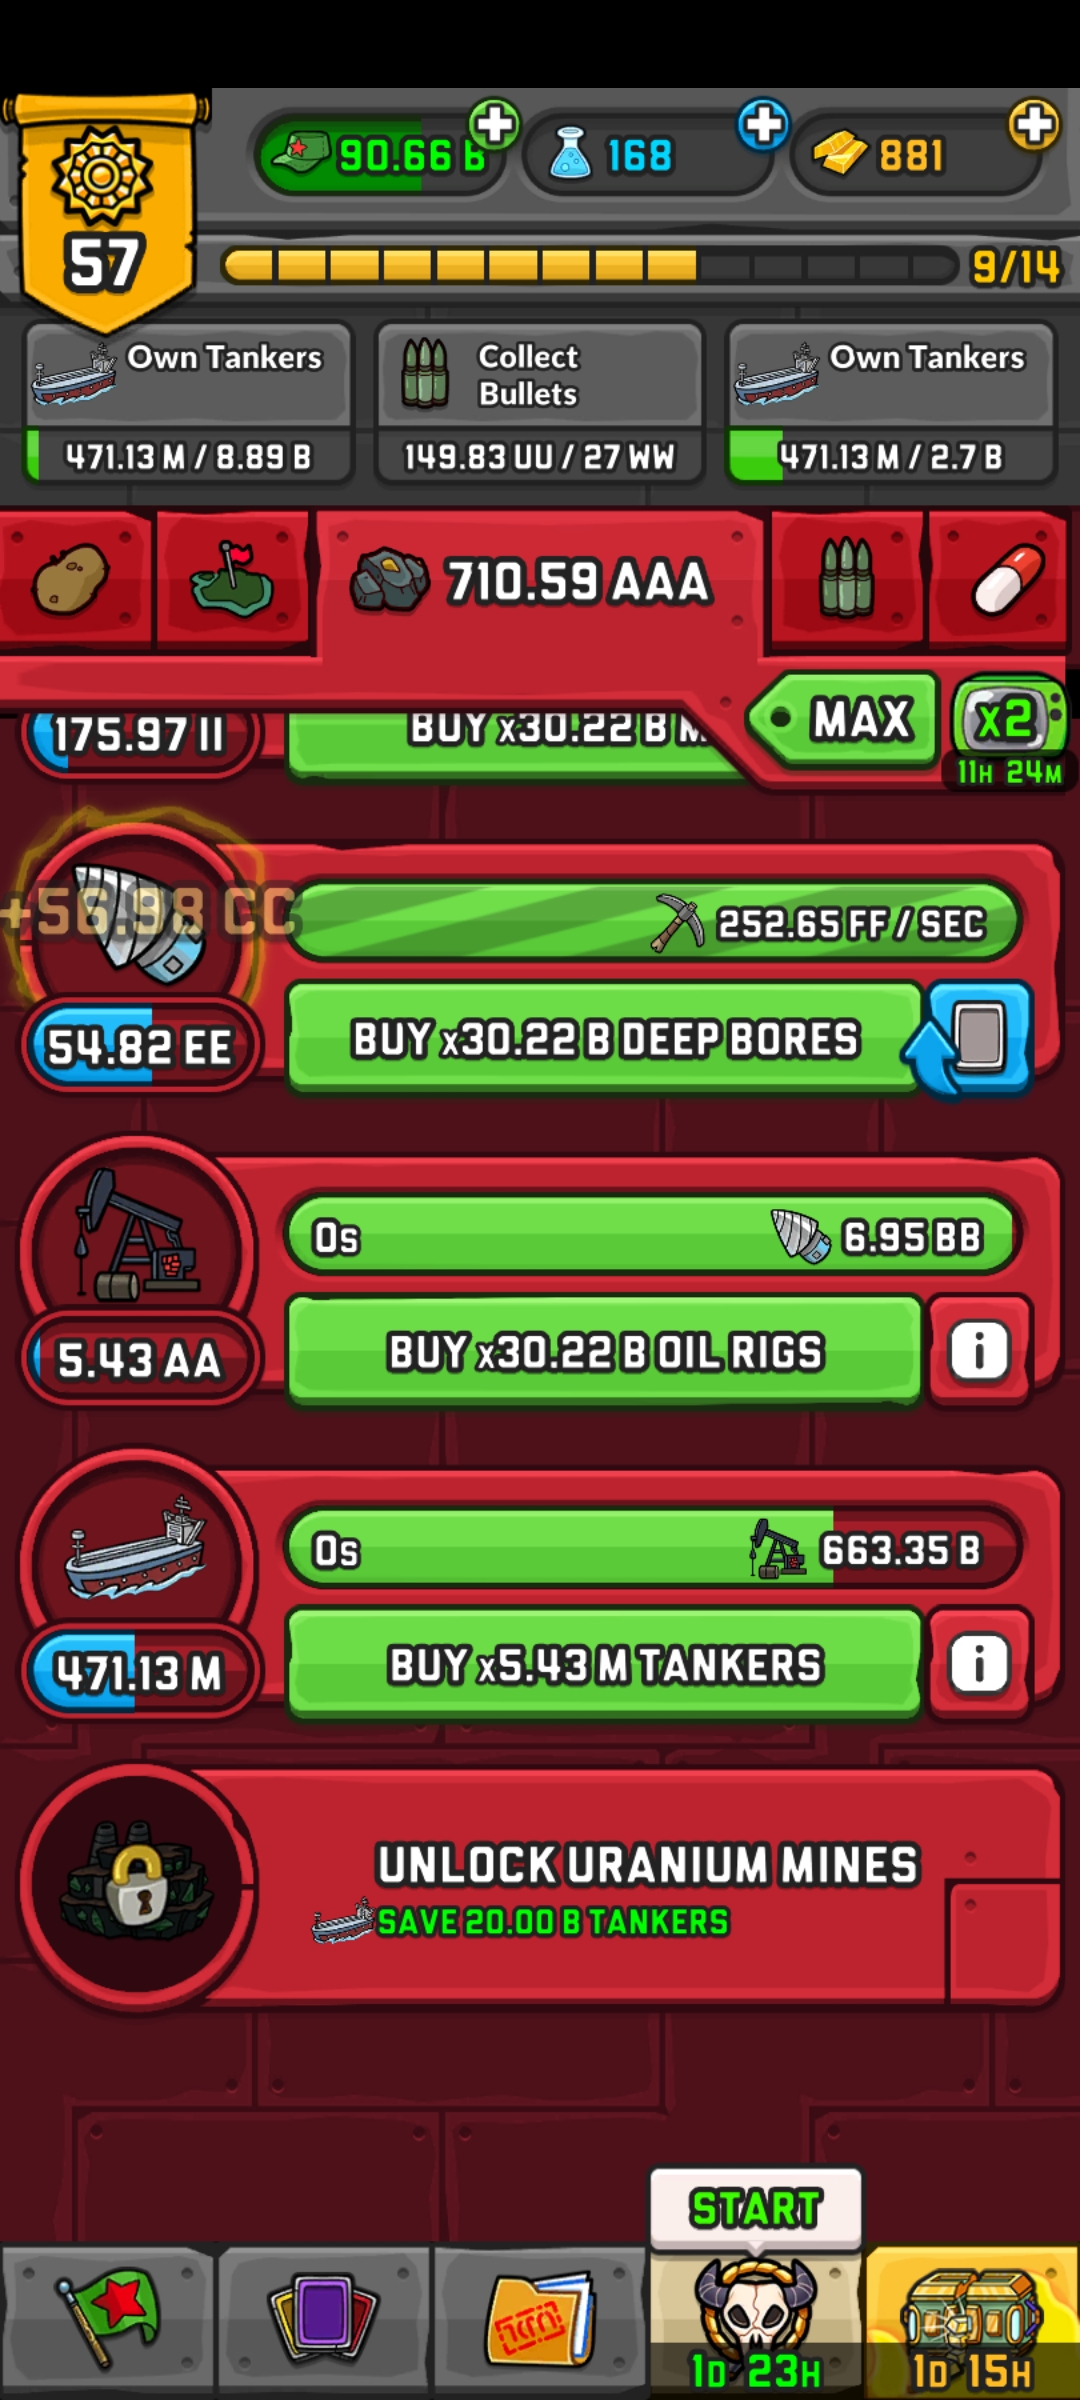 90.66 B
168
881
57
9/14
Own Tankers
471.13 M / 8.89 B
Collect
Bullets
149.83 UU / 27 WW
Own Tankers
471.13 M / 2.7 B
710.59 AAA
MAX
x2
11H 24M
175.97 II
BUY x30.22 B M
+56.98 CC
252.65 FF / SEC
54.82 EE
BUY x30.22 B DEEP BORES
0s
6.95 BB
5.43 AA
BUY x30.22 B OIL RIGS
i
0s
663.35 B
471.13 M
BUY x5.43 M TANKERS
i
UNLOCK URANIUM MINES
SAVE 20.00 B TANKERS
START
1D 23H
1D 15H